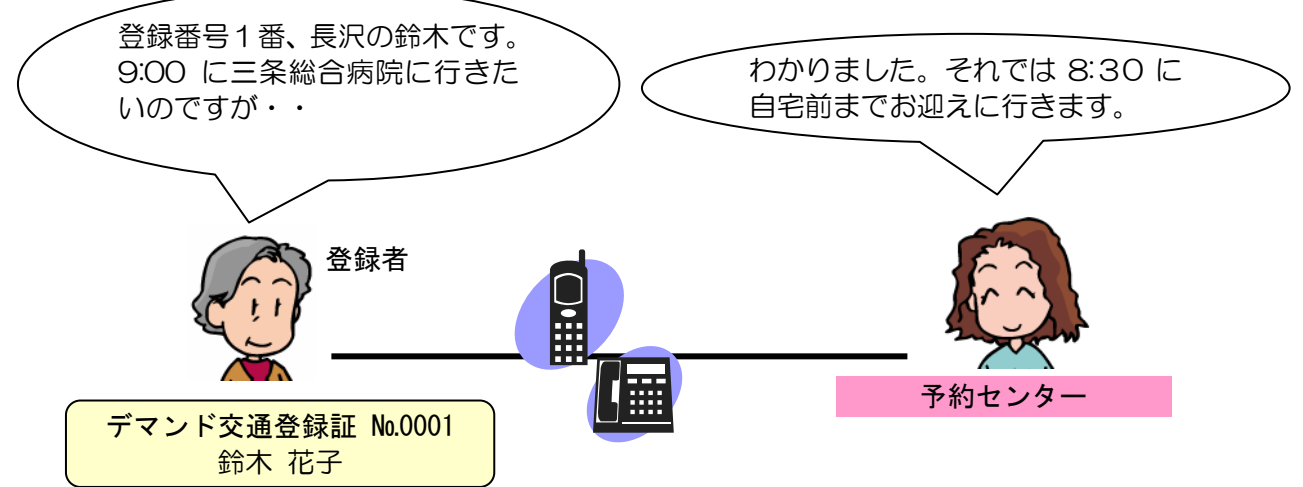 登録番号１番、長沢の鈴木です。
9:00 に三条総合病院に行きた
いのですが・・
わかりました。それでは 8:30 に
自宅前までお迎えに行きます。
登録者
予約センター
デマンド交通登録証 №0001
鈴木 花子